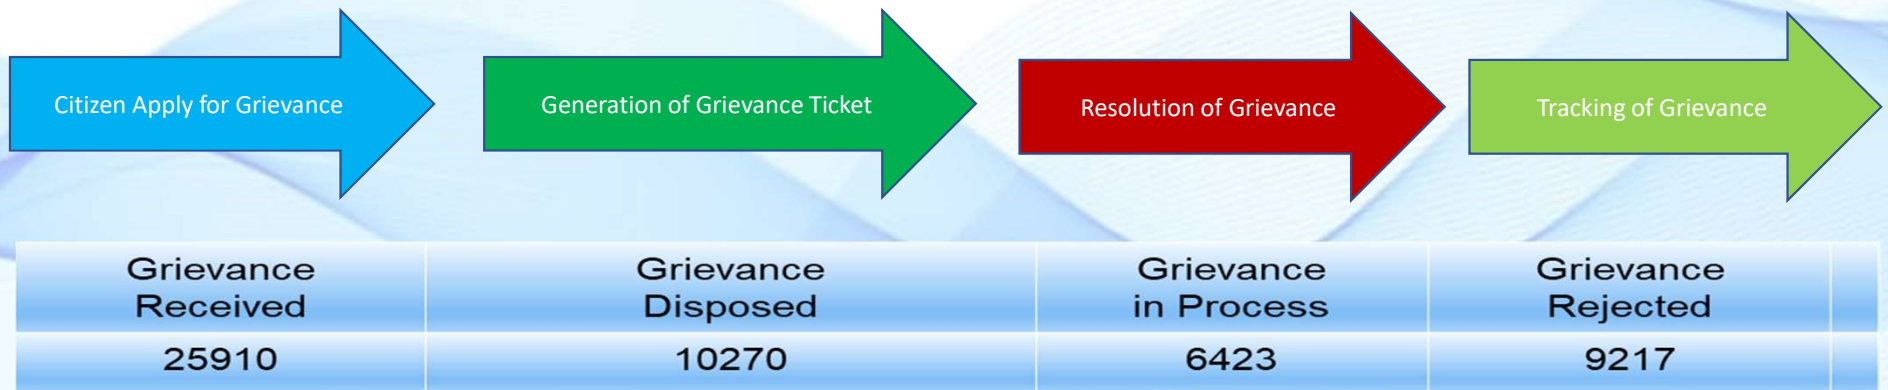 Citizen Apply for Grievance
Generation of Grievance Ticket
Resolution of Grievance
Tracking of Grievance
Grievance Received
Grievance Disposed
Grievance in Process
Grievance Rejected
25910
10270
6423
9217